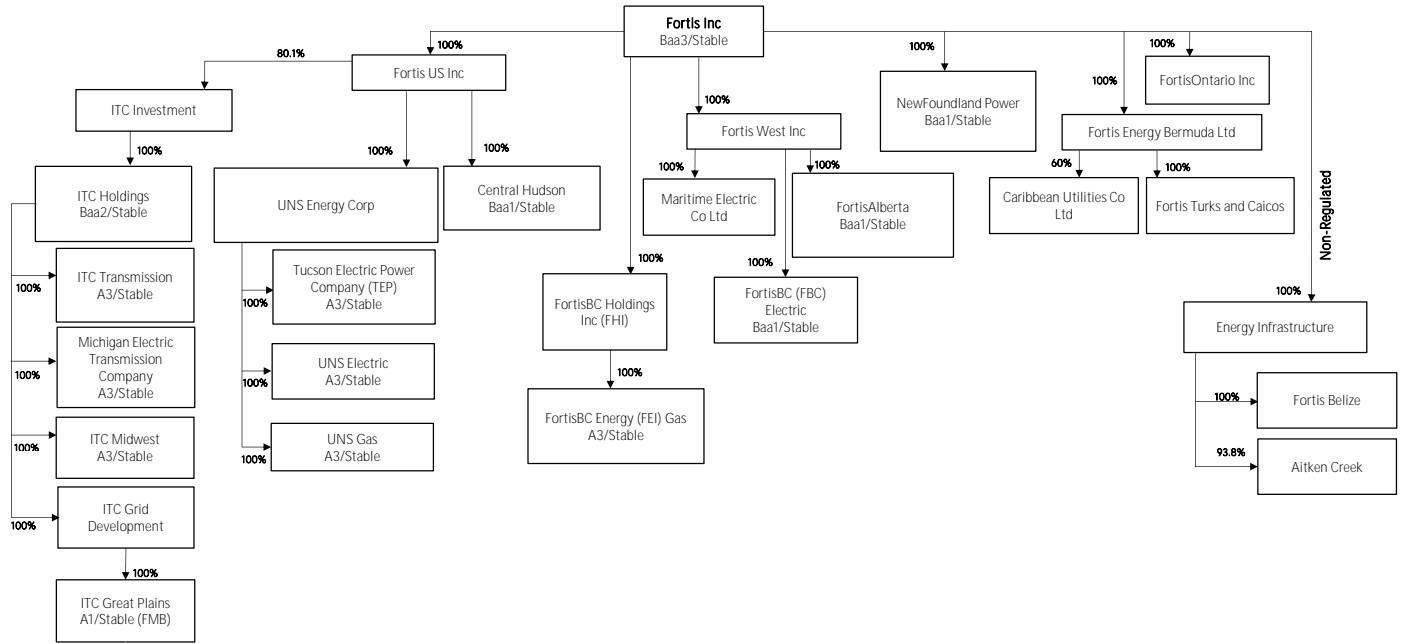 Fortis Inc
Baa3/Stable
100%
80.1%
Fortis US Inc
ITC Investment
100%
ITC Holdings
Baa2/Stable
100%
ITC Transmission
A3/Stable
100%
Michigan Electric
Transmission
Company
A3/Stable
100%
ITC Midwest
A3/Stable
100%
ITC Grid
Development
100%
ITC Great Plains
A1/Stable (FMB)
100%
UNS Energy Corp
100%
Central Hudson
Baa1/Stable
100%
Tucson Electric Power
Company (TEP)
A3/Stable
100%
UNS Electric
A3/Stable
100%
UNS Gas
A3/Stable
100%
FortisBC Holdings
Inc (FHI)
100%
FortisBC Energy (FEI) Gas
A3/Stable
100%
Fortis West Inc
100%
Maritime Electric
Co Ltd
100%
FortisBC (FBC)
Electric
Baa1/Stable
100%
FortisAlberta
Baa1/Stable
100%
NewFoundland Power
Baa1/Stable
100%
Fortis Energy Bermuda Ltd
60%
Caribbean Utilities Co
Ltd
100%
Fortis Turks and Caicos
100%
FortisOntario Inc
Non-Regulated
100%
Energy Infrastructure
100%
Fortis Belize
93.8%
Aitken Creek